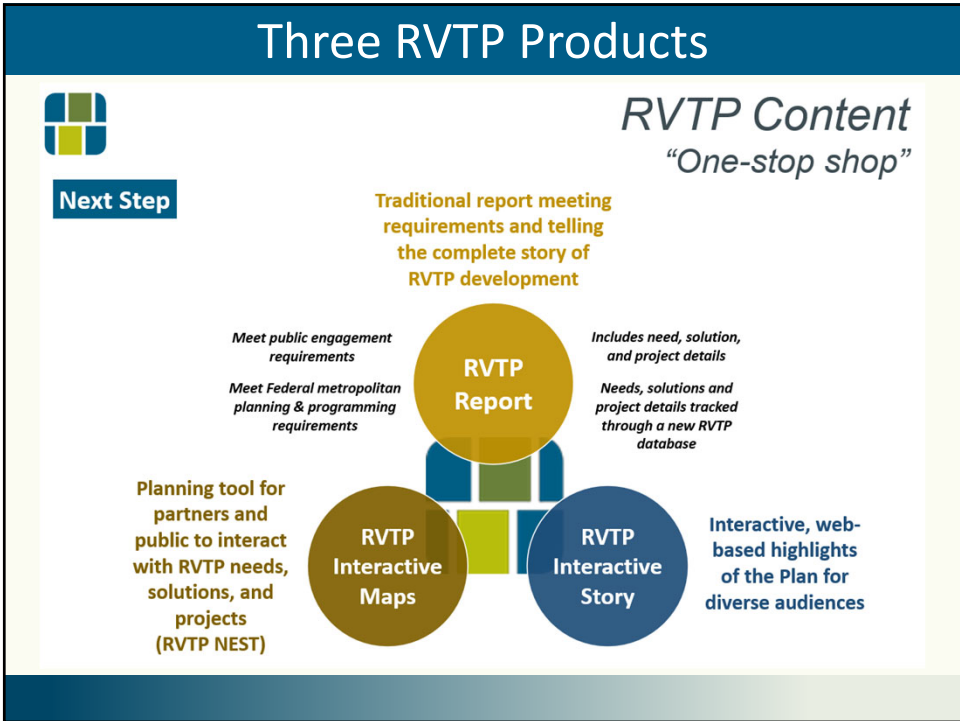 Three RVTP Products
RVTP Content
“One-stop shop”
Next Step
Traditional report meeting
requirements and telling
the complete story of
RVTP development
Meet public engagement
requirements
Meet Federal metropolitan
planning & programming
requirements
RVTP
Report
Includes need, solution,
and project details
Needs, solutions and
project details tracked
through a new RVTP
database
Planning tool for
partners and
public to interact
with RVTP needs,
solutions, and
projects
(RVTP NEST)
RVTP
Interactive
Maps
RVTP
Interactive
Story
Interactive, web-
based highlights
of the Plan for
diverse audiences